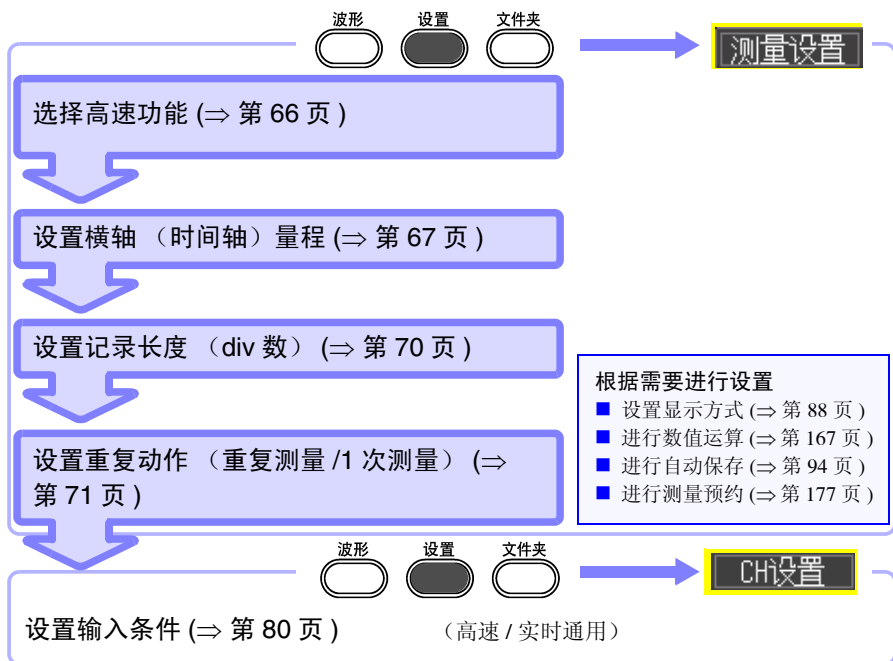 波形 设置 文件夹
测量设置
选择高速功能 (⇒ 第 66 页 )
设置横轴 （时间轴）量程 (⇒ 第 67 页 )
设置记录长度 （div 数） (⇒ 第 70 页 )
根据需要进行设置
■ 设置显示方式 (⇒ 第 88 页 )
■ 进行数值运算 (⇒ 第 167 页 )
■ 进行自动保存 (⇒ 第 94 页 )
■ 进行测量预约 (⇒ 第 177 页 )
设置重复动作 （重复测量 /1 次测量） (⇒
第 71 页 )
波形 设置 文件夹
CH设置
设置输入条件 (⇒ 第 80 页 ) （高速 / 实时通用）